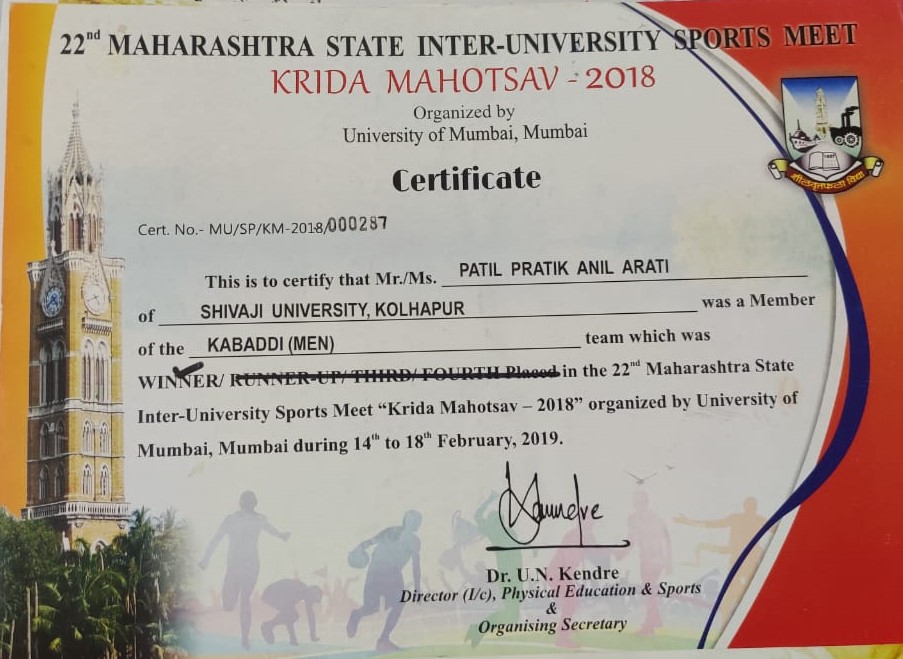 22nd MAHARASHTRA STATE INTER-UNIVERSITY SPORTS MEET
KRIDA MAHOTSAV - 2018
Organized by
University of Mumbai, Mumbai
Certificate
Cert. No.- MU/SP/KM-2018/000287
This is to certify that Mr./Ms. PATIL PRATIK ANIL ARATI
of SHIVAJI UNIVERSITY, KOLHAPUR was a Member
of the KABADDI (MEN) team which was
WINNER/ RUNNER-UP/ THIRD/ FOURTH Placed in the 22nd Maharashtra State
Inter-University Sports Meet “Krida Mahotsav – 2018” organized by University of
Mumbai, Mumbai during 14th to 18th February, 2019.
Dr. U.N. Kendre
Director (I/c), Physical Education & Sports
&
Organising Secretary